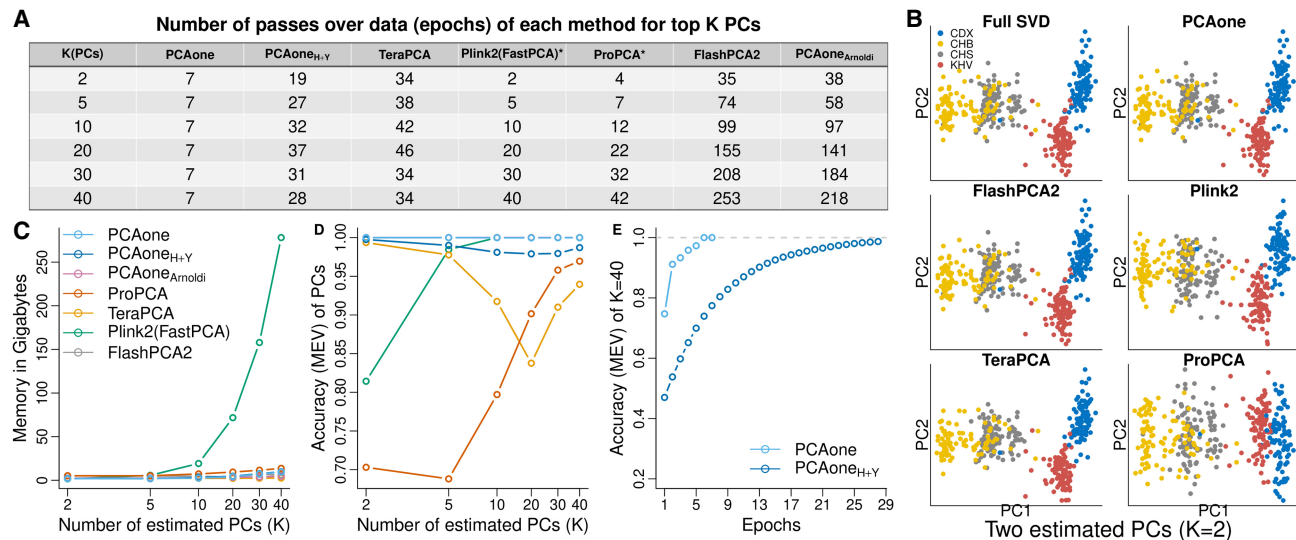 A
Number of passes over data (epochs) of each method for top K PCs
K(PCs) PCAone PCAoneH+Y TeraPCA Plink2(FastPCA)* ProPCA* FlashPCA2 PCAoneArnoldi
2 7 19 34 2 4 35 38
5 7 27 38 5 7 74 58
10 7 32 42 10 12 99 97
20 7 37 46 20 22 155 141
30 7 31 34 30 32 208 184
40 7 28 34 40 42 253 218
B
Full SVD PCAone
CDX
CHB
CHS
KHV
PC2 PC2
FlashPCA2 Plink2
PC2 PC2
TeraPCA ProPCA
PC2 PC2
PC1 PC1
Two estimated PCs (K=2)
C
PCAone
PCAoneH+Y
PCAoneArnoldi
ProPCA
TeraPCA
Plink2(FastPCA)
FlashPCA2
Memory in Gigabytes
250
200
150
100
50
0
2 5 10 20 30 40
Number of estimated PCs (K)
D
Accuracy (MEV) of PCs
1.00
0.95
0.90
0.85
0.80
0.75
0.70
2 5 10 20 30 40
Number of estimated PCs (K)
E
Accuracy (MEV) of K=40
1.0
0.8
0.6
0.4
0.2
PCAone
PCAoneH+Y
1 5 9 13 17 21 25 29
Epochs